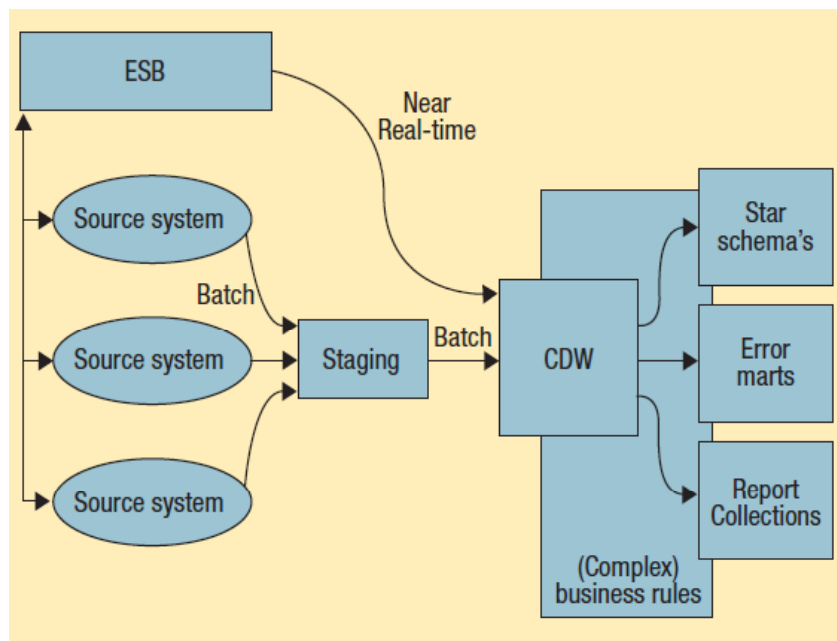 ESB
Near
Real-time
Source system
Batch
Source system
Source system
Staging
Batch
CDW
Star
schema’s
Error
marts
Report
Collections
(Complex)
business rules